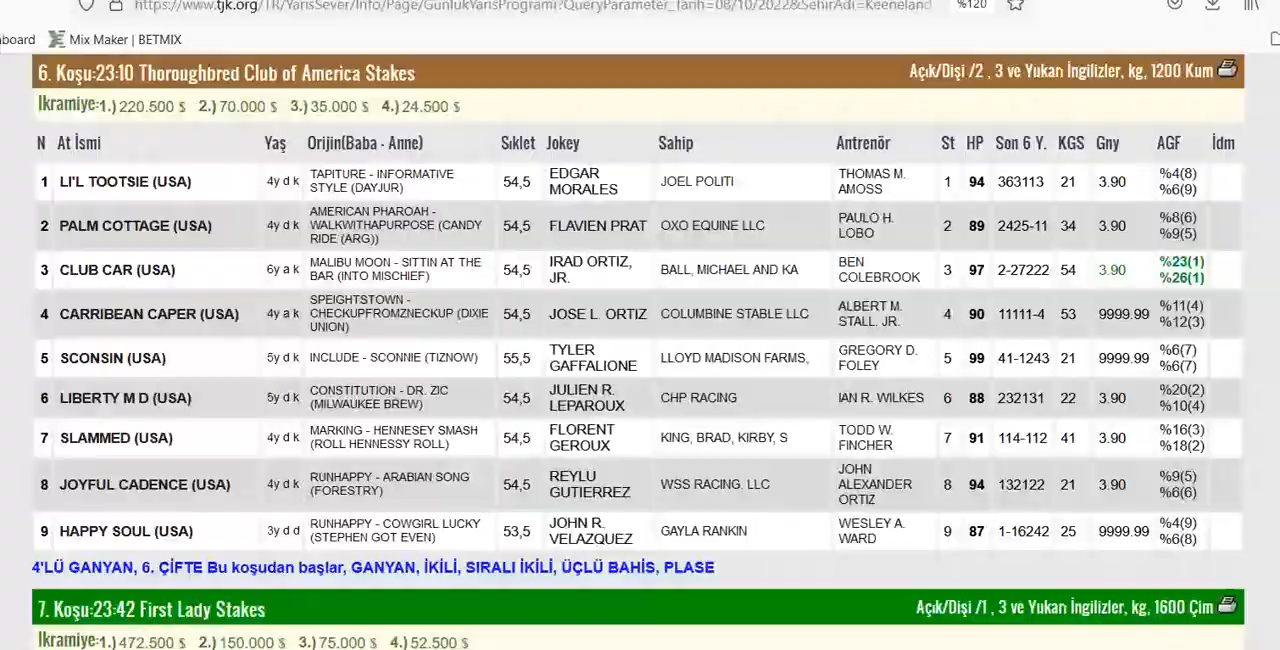 https://www.tjk.org/TR/YarisSever/Info/Page/GunlukYarisProgrami?QueryParameter_Tarih=08/10/2022&SehirAdi=Keeneland %120
board Mix Maker | BETMIX
6. Koşu:23:10 Thoroughbred Club of America Stakes Açık/Dişi /2 , 3 ve Yukarı İngilizler, kg, 1200 Kum
İkramiye:1.) 220.500 $ 2.) 70.000 $ 3.) 35.000 $ 4.) 24.500 $
N At İsmi Yaş Orijin(Baba - Anne) Sıklet Jokey Sahip Antrenör St HP Son 6 Y. KGS Gny AGF İdm
1 LI'L TOOTSIE (USA) 4y d k TAPITURE - INFORMATIVE STYLE (DAYJUR) 54,5 EDGAR MORALES JOEL POLITI THOMAS M. AMOSS 1 94 363113 21 3.90 %4(8) %6(9)
2 PALM COTTAGE (USA) 4y d k AMERICAN PHAROAH - WALKWITHAPURPOSE (CANDY RIDE (ARG)) 54,5 FLAVIEN PRAT OXO EQUINE LLC PAULO H. LOBO 2 89 2425-11 34 3.90 %8(6) %9(5)
3 CLUB CAR (USA) 6y a k MALIBU MOON - SITTIN AT THE BAR (INTO MISCHIEF) 54,5 IRAD ORTIZ, JR. BALL, MICHAEL AND KA BEN COLEBROOK 3 97 2-27222 54 3.90 %23(1) %26(1)
4 CARRIBEAN CAPER (USA) 4y a k SPEIGHTSTOWN - CHECKUPFROMZNECKUP (DIXIE UNION) 54,5 JOSE L. ORTIZ COLUMBINE STABLE LLC ALBERT M. STALL. JR. 4 90 11111-4 53 9999.99 %11(4) %12(3)
5 SCONSIN (USA) 5y d k INCLUDE - SCONNIE (TIZNOW) 55,5 TYLER GAFFALIONE LLOYD MADISON FARMS, GREGORY D. FOLEY 5 99 41-1243 21 9999.99 %6(7) %6(7)
6 LIBERTY M D (USA) 5y d k CONSTITUTION - DR. ZIC (MILWAUKEE BREW) 54,5 JULIEN R. LEPAROUX CHP RACING IAN R. WILKES 6 88 232131 22 3.90 %20(2) %10(4)
7 SLAMMED (USA) 4y d k MARKING - HENNESEY SMASH (ROLL HENNESSY ROLL) 54,5 FLORENT GEROUX KING, BRAD, KIRBY, S TODD W. FINCHER 7 91 114-112 41 3.90 %16(3) %18(2)
8 JOYFUL CADENCE (USA) 4y d k RUNHAPPY - ARABIAN SONG (FORESTRY) 54,5 REYLU GUTIERREZ WSS RACING, LLC JOHN ALEXANDER ORTIZ 8 94 132122 21 3.90 %9(5) %6(6)
9 HAPPY SOUL (USA) 3y d d RUNHAPPY - COWGIRL LUCKY (STEPHEN GOT EVEN) 53,5 JOHN R. VELAZQUEZ GAYLA RANKIN WESLEY A. WARD 9 87 1-16242 25 9999.99 %4(9) %6(8)
4'LÜ GANYAN, 6. ÇİFTE Bu koşudan başlar, GANYAN, İKİLİ, SIRALI İKİLİ, ÜÇLÜ BAHİS, PLASE
7. Koşu:23:42 First Lady Stakes Açık/Dişi /1 , 3 ve Yukarı İngilizler, kg, 1600 Çim
İkramiye:1.) 472.500 $ 2.) 150.000 $ 3.) 75.000 $ 4.) 52.500 $